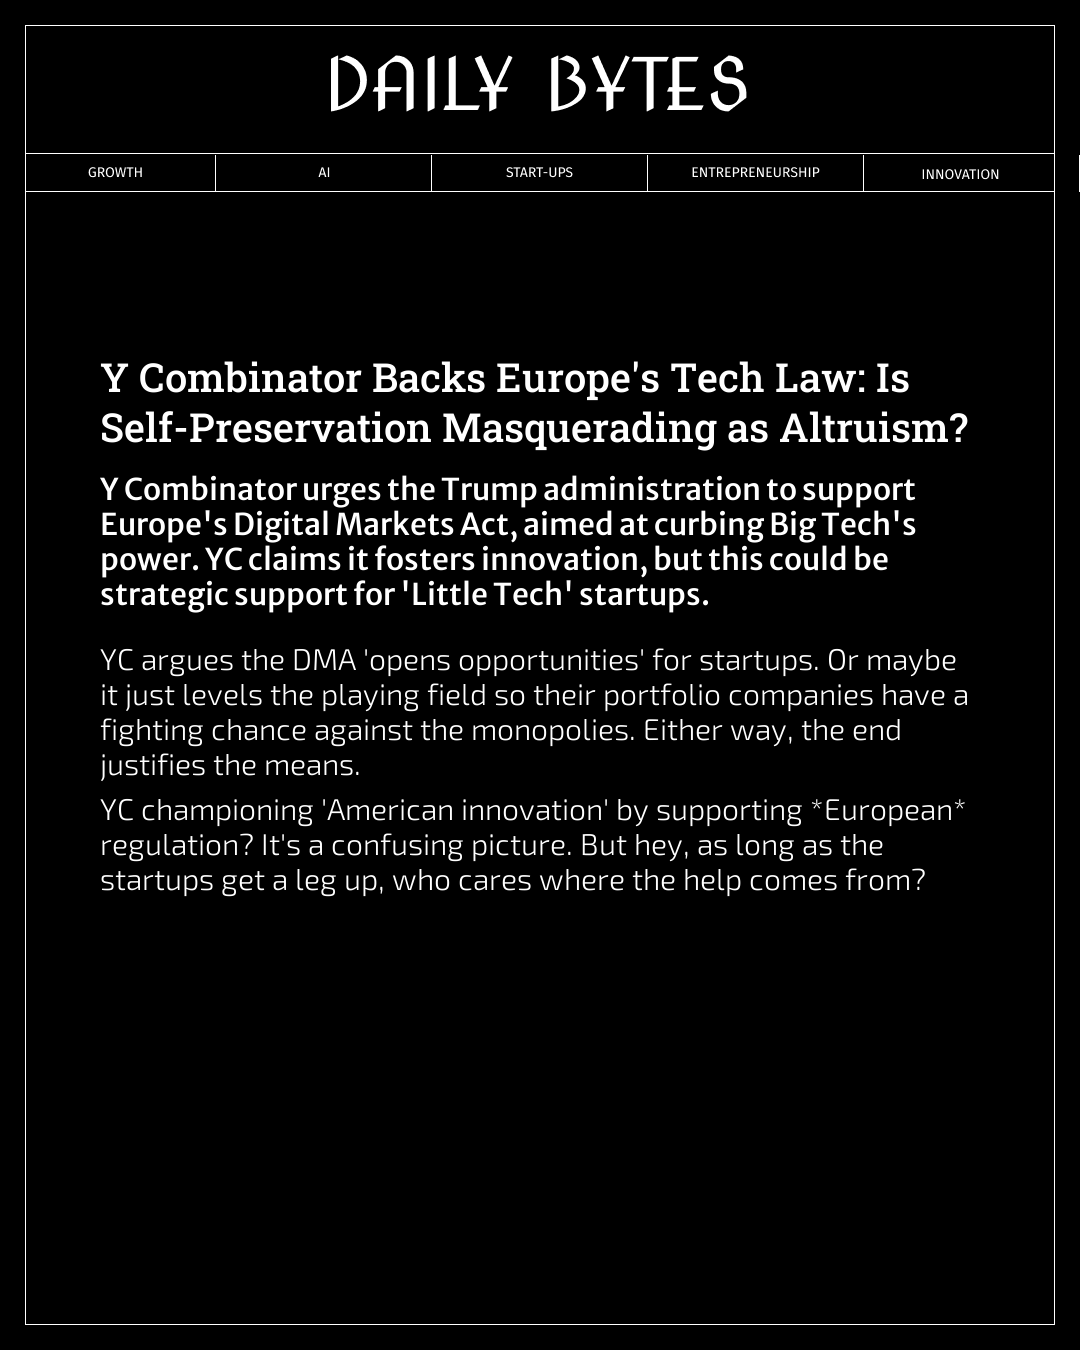 DAILY BYTES
GROWTH
AI
START-UPS
ENTREPRENEURSHIP
INNOVATION
Y Combinator Backs Europe's Tech Law: Is
Self-Preservation Masquerading as Altruism?
Y Combinator urges the Trump administration to support
Europe's Digital Markets Act, aimed at curbing Big Tech's
power. YC claims it fosters innovation, but this could be
strategic support for 'Little Tech' startups.
YC argues the DMA 'opens opportunities' for startups. Or maybe
it just levels the playing field so their portfolio companies have a
fighting chance against the monopolies. Either way, the end
justifies the means.
YC championing 'American innovation' by supporting *European*
regulation? It's a confusing picture. But hey, as long as the
startups get a leg up, who cares where the help comes from?